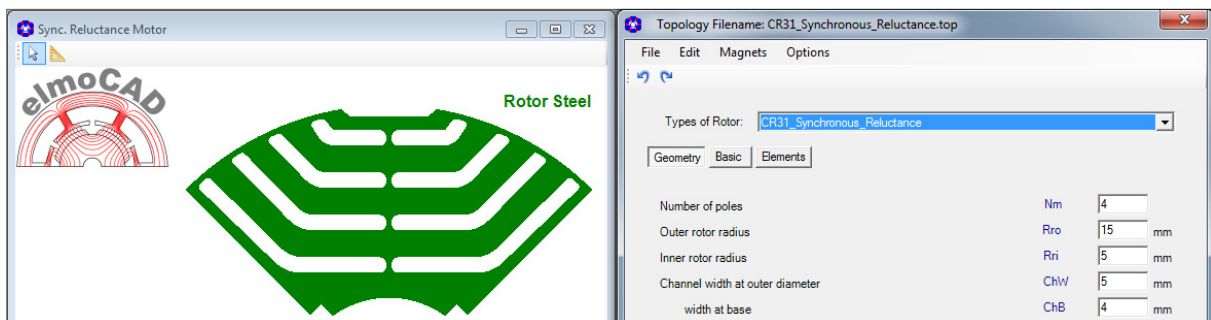 Sync. Reluctance Motor
elmoCAD
Rotor Steel
Topology Filename: CR31_Synchronous_Reluctance.top
File Edit Magnets Options
Types of Rotor: CR31_Synchronous_Reluctance
Geometry Basic Elements
Number of poles Nm 4
Outer rotor radius Rro 15 mm
Inner rotor radius Rri 5 mm
Channel width at outer diameter ChW 5 mm
width at base ChB 4 mm